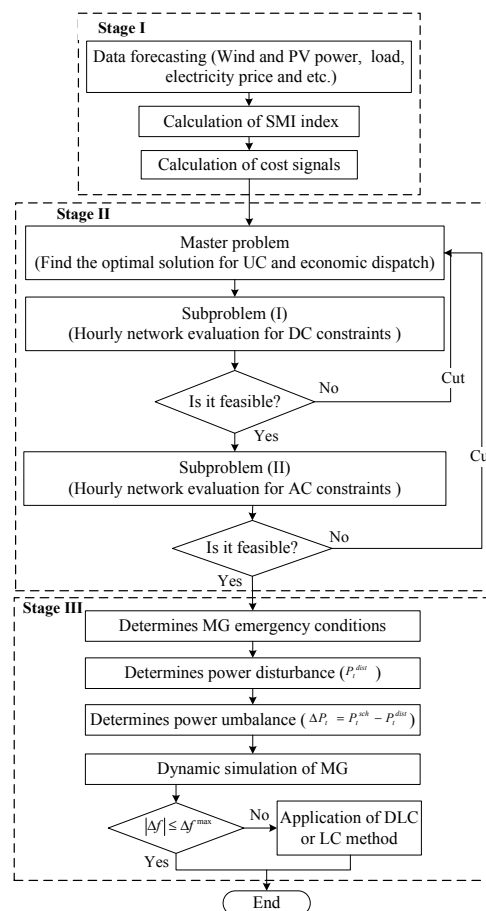 Stage I
Data forecasting (Wind and PV power, load,
electricity price and etc.)
Calculation of SMI index
Calculation of cost signals
Stage II
Master problem
(Find the optimal solution for UC and economic dispatch)
Subproblem (I)
(Hourly network evaluation for DC constraints )
Is it feasible?
No
Cut
Yes
Subproblem (II)
(Hourly network evaluation for AC constraints )
Cu
Is it feasible?
No
Yes
Stage III
Determines MG emergency conditions
Determines power disturbance (P_t^{dist} )
Determines power umbalance ( ΔP_t = P_t^{sch} − P_t^{dist})
Dynamic simulation of MG
|Δf| ≤ Δf^{max}
No
Application of DLC
or LC method
Yes
End